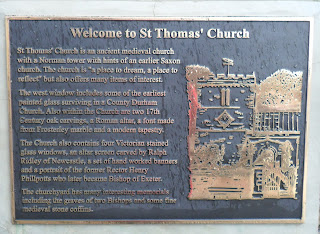 Welcome to St Thomas' Church
St Thomas' Church is an ancient medieval church
with a Norman tower with hints of an earlier Saxon
church. The church is "a place to dream, a place to
reflect" but also offers many items of interest.
The west window includes some of the earliest
painted glass surviving in a County Durham
Church. Also within the Church are two 17th
Century oak carvings, a Roman altar, a font made
from Frosterley marble and a modern tapestry.
The Church also contains four Victorian stained
glass windows, an altar screen carved by Ralph
Ridley of Newcastle, a set of hand worked banners
and a portrait of the former Rector Henry
Phillpotts who later became Bishop of Exeter.
The churchyard has many interesting memorials
including the graves of two Bishops and some fine
medieval stone coffins.